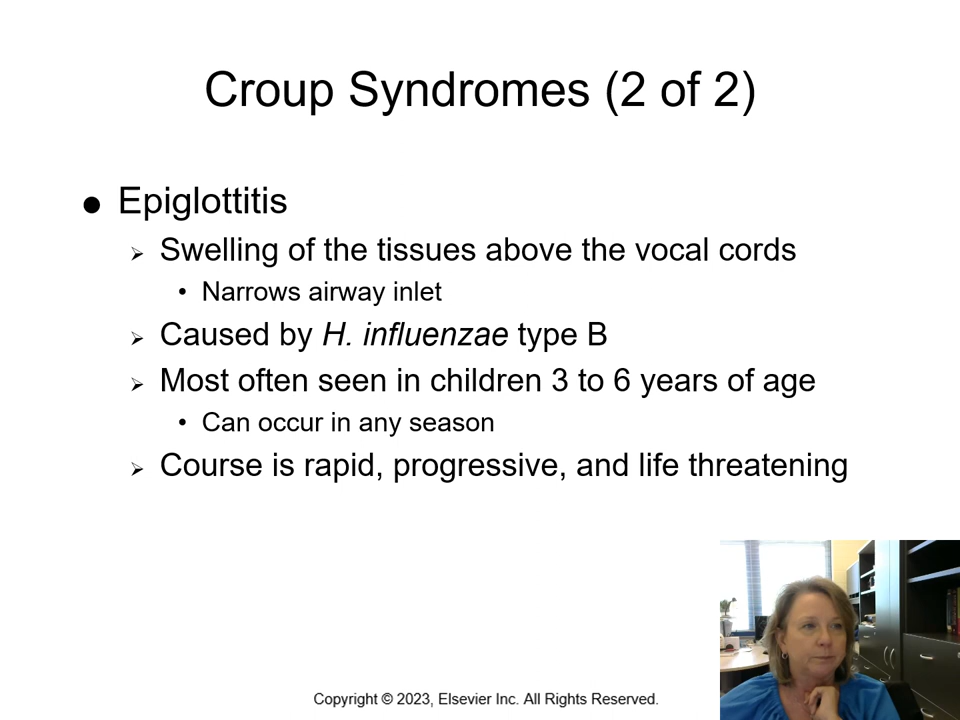 Croup Syndromes (2 of 2)
● Epiglottitis
➢ Swelling of the tissues above the vocal cords
• Narrows airway inlet
➢ Caused by H. influenzae type B
➢ Most often seen in children 3 to 6 years of age
• Can occur in any season
➢ Course is rapid, progressive, and life threatening
Copyright © 2023, Elsevier Inc. All Rights Reserved.